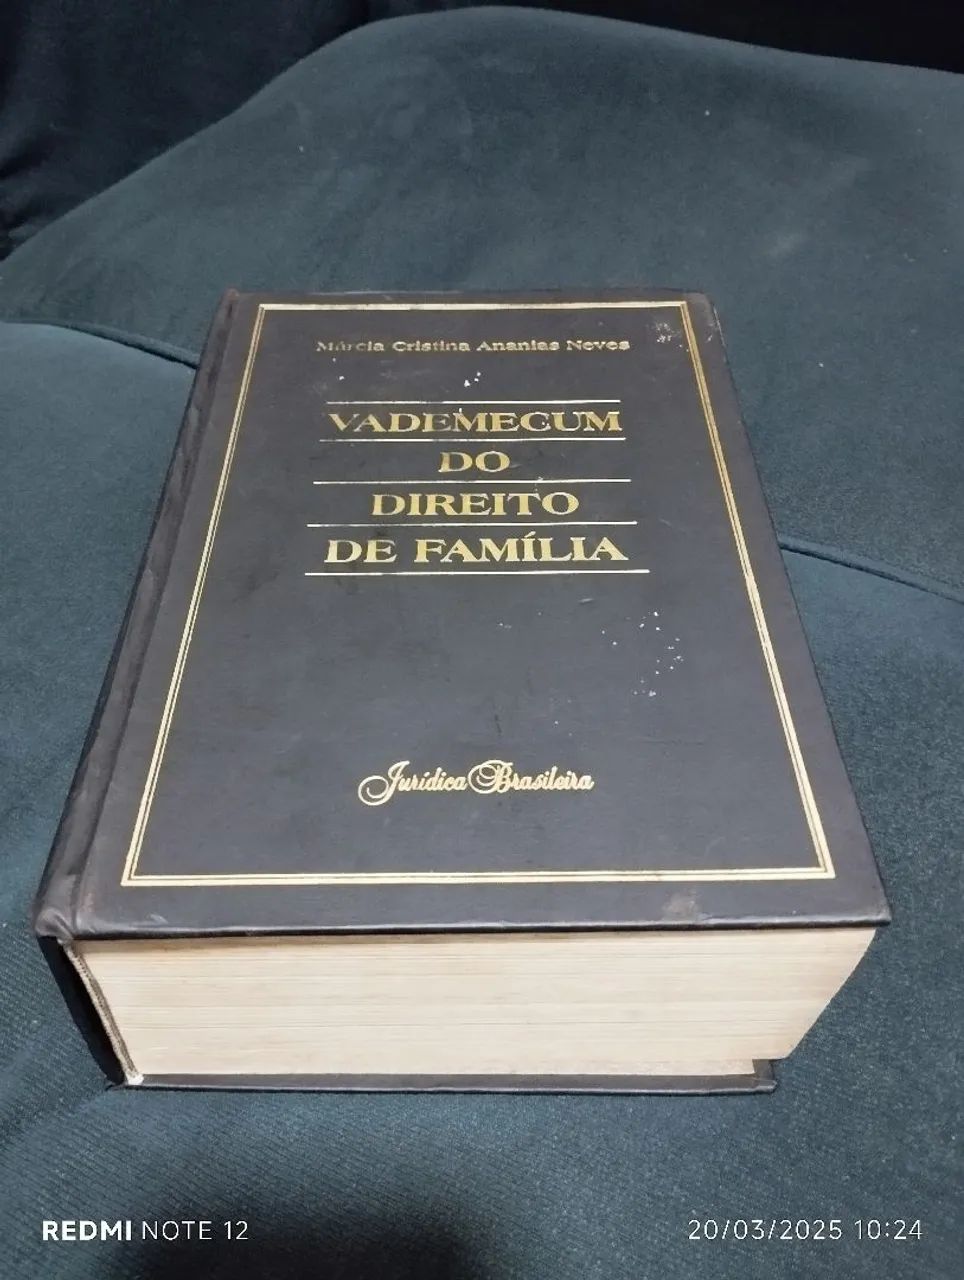 Márcia Cristina Ananias Neves
VADEMECUM
DO
DIREITO
DE FAMÍLIA
Jurídica Brasileira
REDMI NOTE 12
20/03/2025 10:24